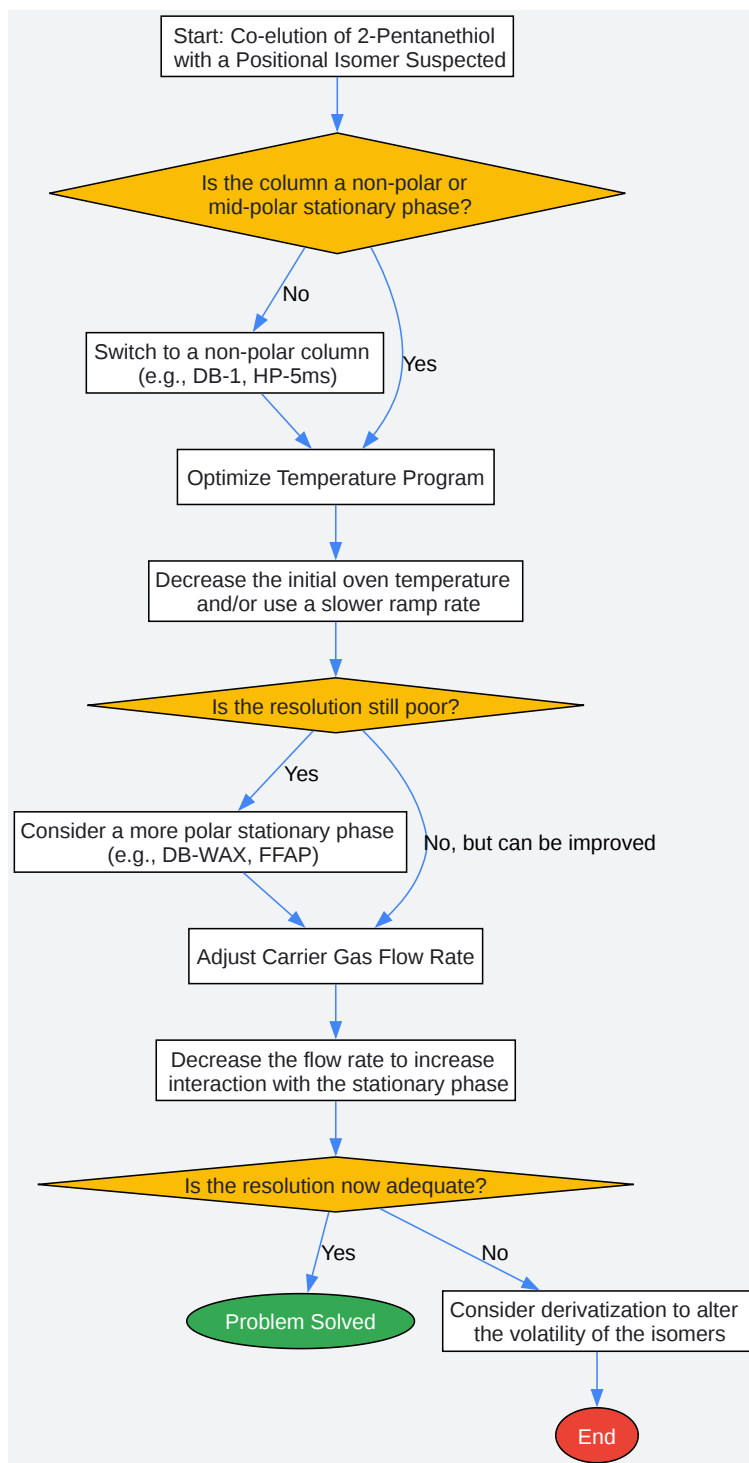 Start: Co-elution of 2-Pentanethiol
with a Positional Isomer Suspected
Is the column a non-polar or
mid-polar stationary phase?
No
Switch to a non-polar column
(e.g., DB-1, HP-5ms)
Yes
Optimize Temperature Program
Decrease the initial oven temperature
and/or use a slower ramp rate
Is the resolution still poor?
Yes
Consider a more polar stationary phase
(e.g., DB-WAX, FFAP)
No, but can be improved
Adjust Carrier Gas Flow Rate
Decrease the flow rate to increase
interaction with the stationary phase
Is the resolution now adequate?
Yes
No
Problem Solved
Consider derivatization to alter
the volatility of the isomers
End